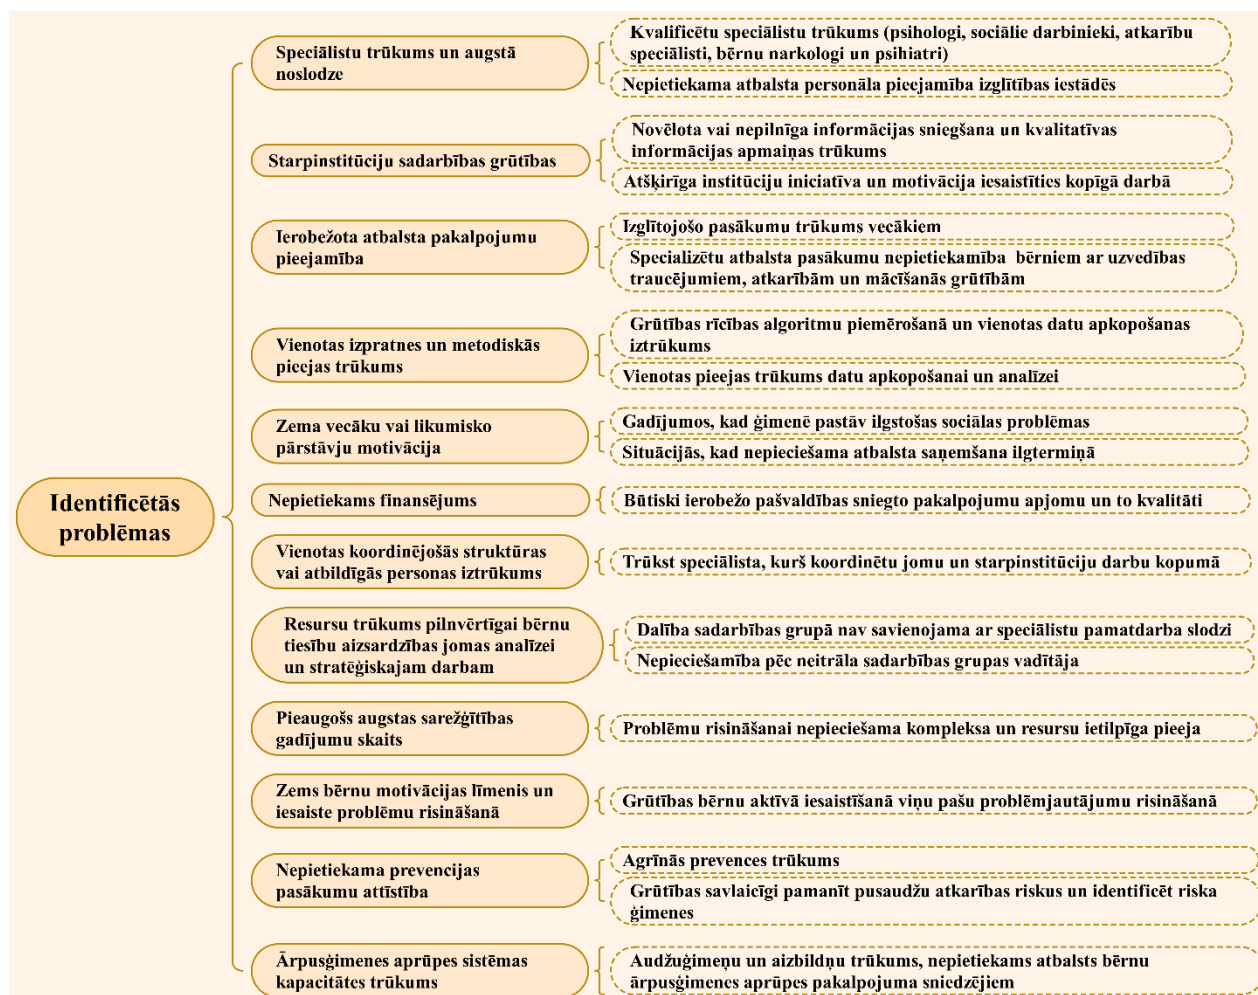 Identificētās
problēmas
Speciālistu trūkums un augstā
noslodze
Kvalificētu speciālistu trūkums (psihologi, sociālie darbinieki, atkarību
speciālisti, bērnu narkologi un psihiatri)
Nepietiekama atbalsta personāla pieejamība izglītības iestādēs
Starpinstitūciju sadarbības grūtības
Novēlota vai nepilnīga informācijas sniegšana un kvalitatīvas
informācijas apmaiņas trūkums
Atšķirīga institūciju iniciatīva un motivācija iesaistīties kopīgā darbā
Ierobežota atbalsta pakalpojumu
pieejamība
Izglītojošo pasākumu trūkums vecākiem
Specializētu atbalsta pasākumu nepietiekamība bērniem ar uzvedības
traucējumiem, atkarībām un mācīšanās grūtībām
Vienotas izpratnes un metodiskās
pieejas trūkums
Grūtības rīcības algoritmu piemērošanā un vienotas datu apkopošanas
iztrūkums
Vienotas pieejas trūkums datu apkopošanai un analīzei
Zema vecāku vai likumisko
pārstāvju motivācija
Gadījumos, kad ģimenē pastāv ilgstošas sociālas problēmas
Situācijās, kad nepieciešama atbalsta saņemšana ilgtermiņā
Nepietiekams finansējums
Būtiski ierobežo pašvaldības sniegto pakalpojumu apjomu un to kvalitāti
Vienotas koordinējošās struktūras
vai atbildīgās personas iztrūkums
Trūkst speciālista, kurš koordinētu jomu un starpinstitūciju darbu kopumā
Resursu trūkums pilnvērtīgai bērnu
tiesību aizsardzības jomas analīzei
un stratēģiskajam darbam
Dalība sadarbības grupā nav savienojama ar speciālistu pamatdarba slodzi
Nepieciešamība pēc neitrāla sadarbības grupas vadītāja
Pieaugošs augstas sarežģītības
gadījumu skaits
Problēmu risināšanai nepieciešama kompleksa un resursu ietilpīga pieeja
Zems bērnu motivācijas līmenis un
iesaiste problēmu risināšanā
Grūtības bērnu aktīvā iesaistīšanā viņu pašu problēmjautājumu risināšanā
Nepietiekama prevencijas
pasākumu attīstība
Agrīnās prevences trūkums
Grūtības savlaicīgi pamanīt pusaudžu atkarības riskus un identificēt riska
ģimenes
Ārpusģimenes aprūpes sistēmas
kapacitātes trūkums
Audžuģimeņu un aizbildņu trūkums, nepietiekams atbalsts bērnu
ārpusģimenes aprūpes pakalpojuma sniedzējiem